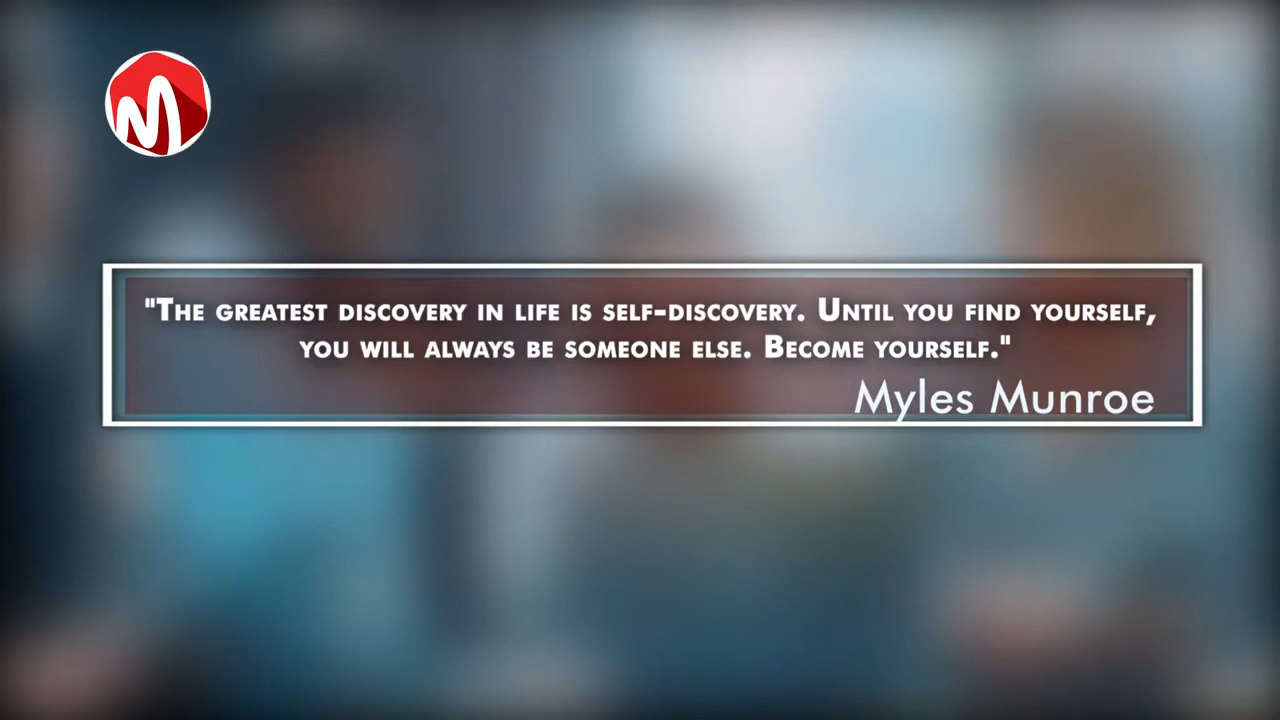 "The greatest discovery in life is self-discovery. Until you find yourself,
you will always be someone else. Become yourself."
Myles Munroe